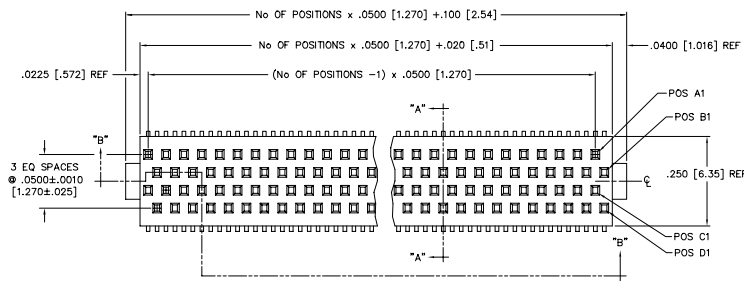 No OF POSITIONS x .0500 [1.270] +.100 [2.54]
No OF POSITIONS x .0500 [1.270] +.020 [.51]
.0400 [1.016] REF
.0225 [.572] REF
(No OF POSITIONS -1) x .0500 [1.270]
"A"
POS A1
POS B1
"B"
3 EQ SPACES
@ .0500±.0010
[1.270±.025]
℄
.250 [6.35] REF
POS C1
"B"
POS D1
"A"